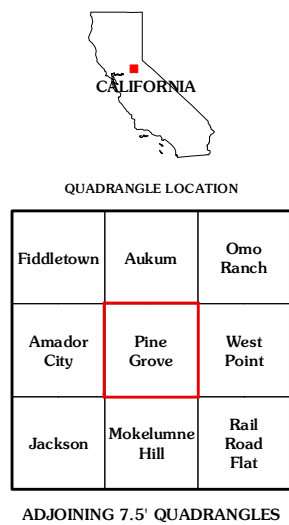 CALIFORNIA
QUADRANGLE LOCATION
Fiddletown
Aukum
Omo
Ranch
Amador
City
Pine
Grove
West
Point
Jackson
Mokelumne
Hill
Rail
Road
Flat
ADJOINING 7.5' QUADRANGLES